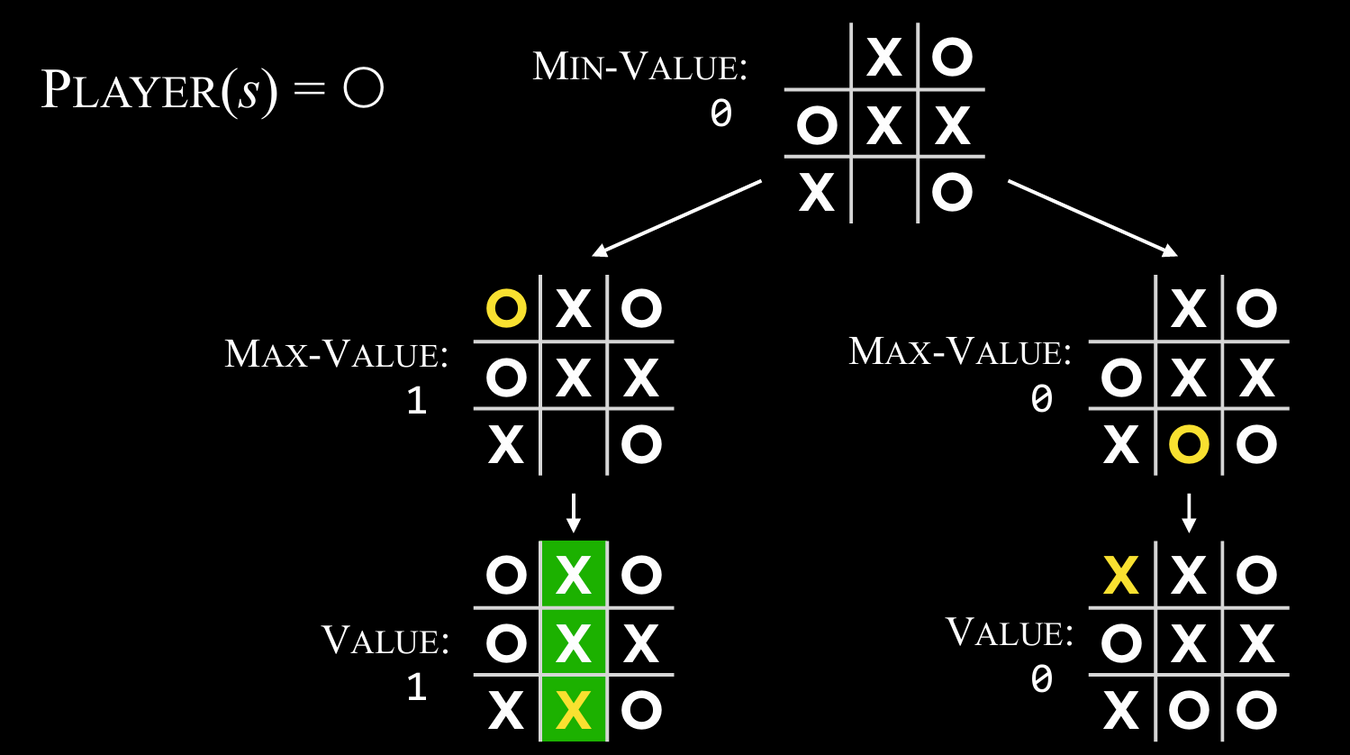 PLAYER(s) = O
MIN-VALUE:
0
X O
O X X
X O
MAX-VALUE:
1
O X O
O X X
X O
MAX-VALUE:
0
X O
O X X
X O O
VALUE:
1
O X O
O X X
X X O
VALUE:
0
X X O
O X X
X O O